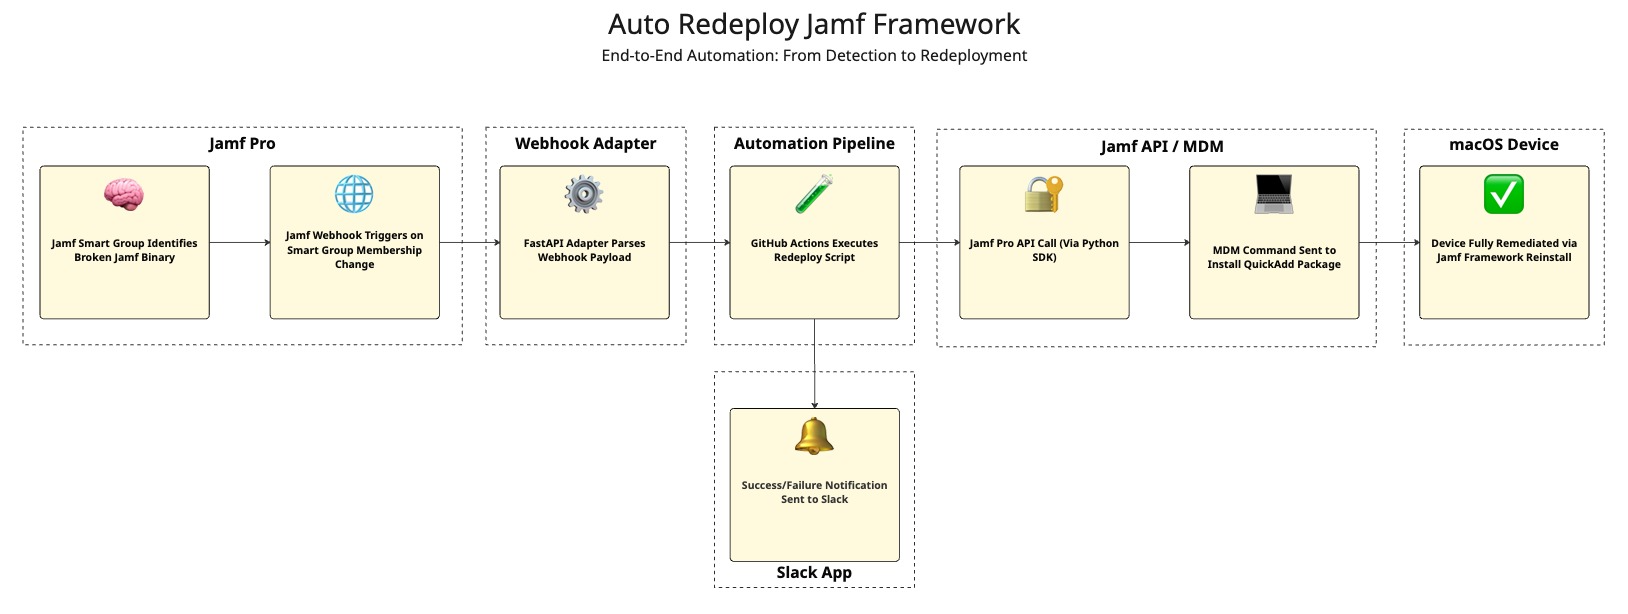 Auto Redeploy Jamf Framework
End-to-End Automation: From Detection to Redeployment
Jamf Pro
Jamf Smart Group Identifies
Broken Jamf Binary
Jamf Webhook Triggers on
Smart Group Membership
Change
Webhook Adapter
FastAPI Adapter Parses
Webhook Payload
Automation Pipeline
GitHub Actions Executes
Redeploy Script
Jamf API / MDM
Jamf Pro API Call (Via Python
SDK)
MDM Command Sent to
Install QuickAdd Package
macOS Device
Device Fully Remediated via
Jamf Framework Reinstall
Success/Failure Notification
Sent to Slack
Slack App